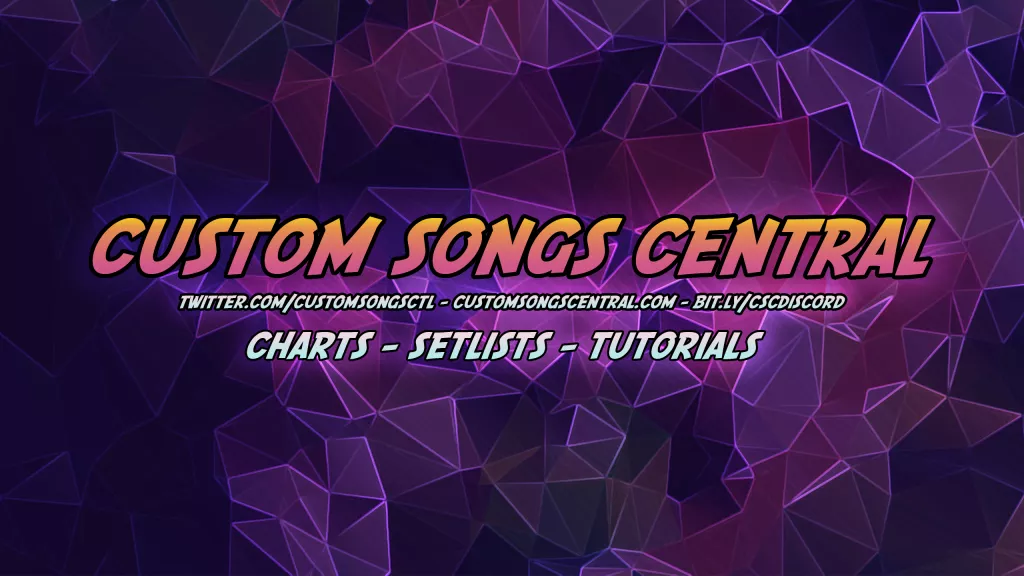 CUSTOM SONGS CENTRAL
TWITTER.COM/CUSTOMSONGSCTL - CUSTOMSONGSCENTRAL.COM - BIT.LY/CSCDISCORD
CHARTS - SETLISTS - TUTORIALS